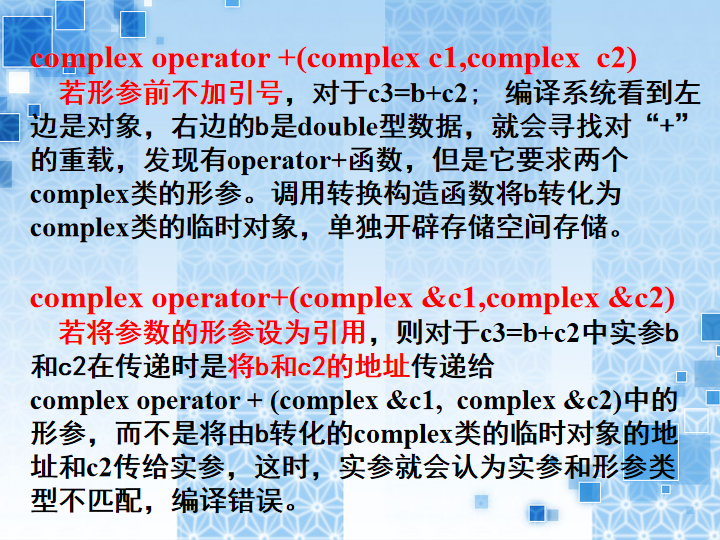 complex operator +(complex c1,complex c2)
若形参前不加引号，对于c3=b+c2； 编译系统看到左
边是对象，右边的b是double型数据，就会寻找对“+”
的重载，发现有operator+函数，但是它要求两个
complex类的形参。调用转换构造函数将b转化为
complex类的临时对象，单独开辟存储空间存储。
complex operator+(complex &c1,complex &c2)
若将参数的形参设为引用，则对于c3=b+c2中实参b
和c2在传递时是将b和c2的地址传递给
complex operator + (complex &c1, complex &c2)中的
形参，而不是将由b转化的complex类的临时对象的地
址和c2传给实参，这时，实参就会认为实参和形参类
型不匹配，编译错误。